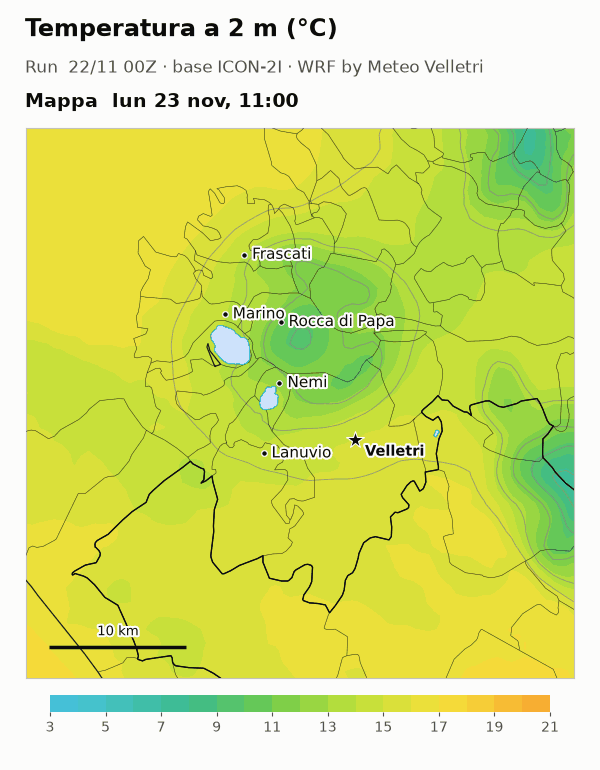 Temperatura a 2 m (°C)
Run  22/11 00Z · base ICON-2I · WRF by Meteo Velletri
Mappa  lun 23 nov, 11:00
Frascati
Marino
Rocca di Papa
Nemi
Velletri
Lanuvio
10 km
3 5 7 9 11 13 15 17 19 21